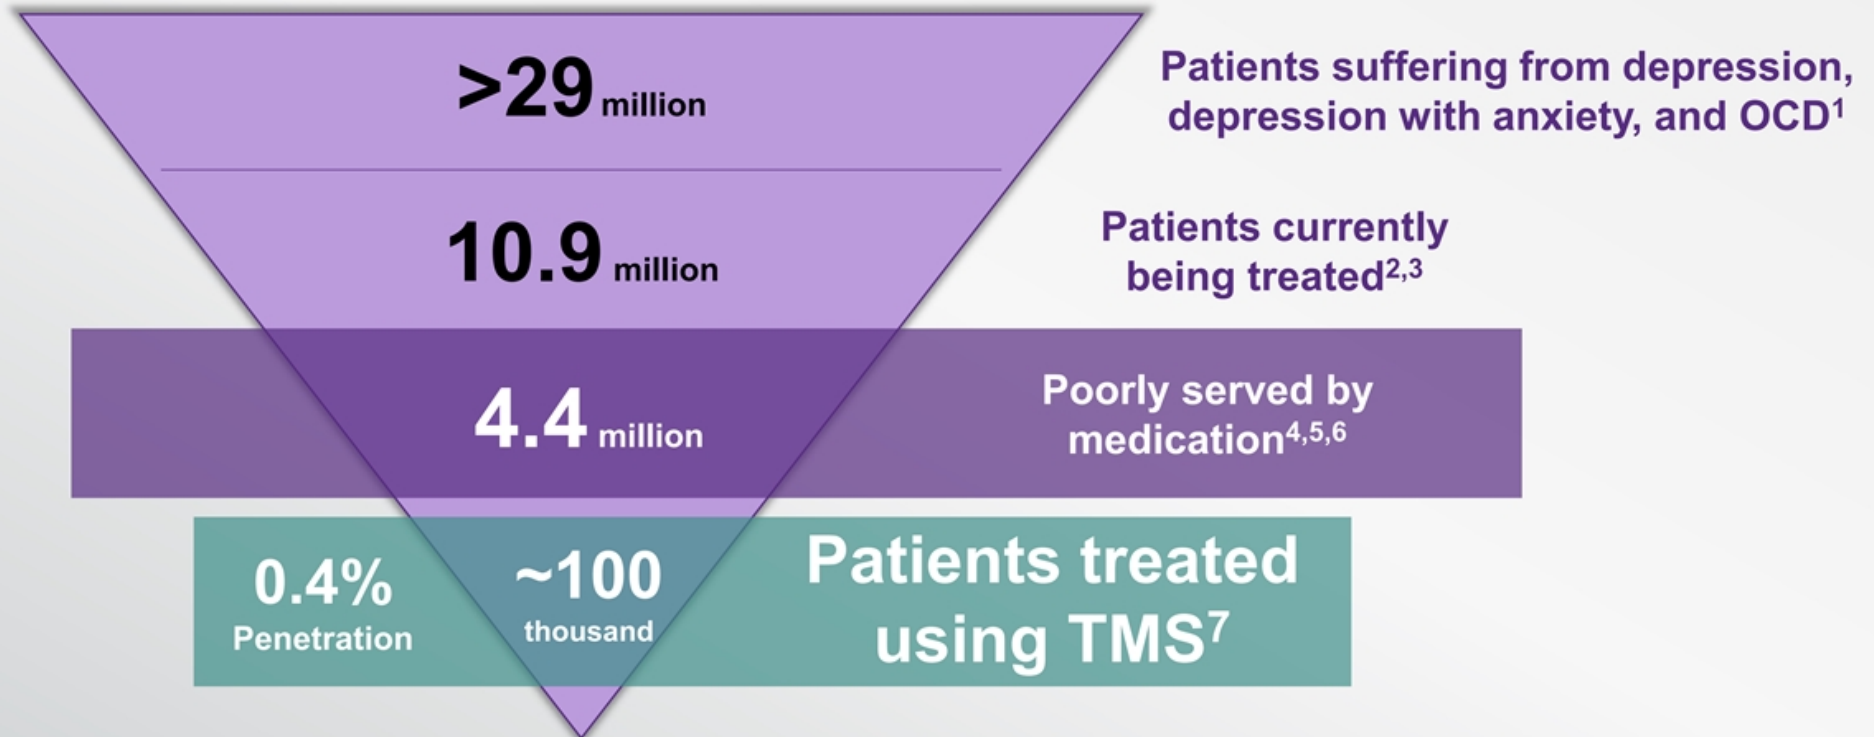 >29 million
Patients suffering from depression,
depression with anxiety, and OCD¹
10.9 million
Patients currently
being treated²,³
4.4 million
Poorly served by
medication⁴,⁵,⁶
0.4%
Penetration
~100
thousand
Patients treated
using TMS⁷